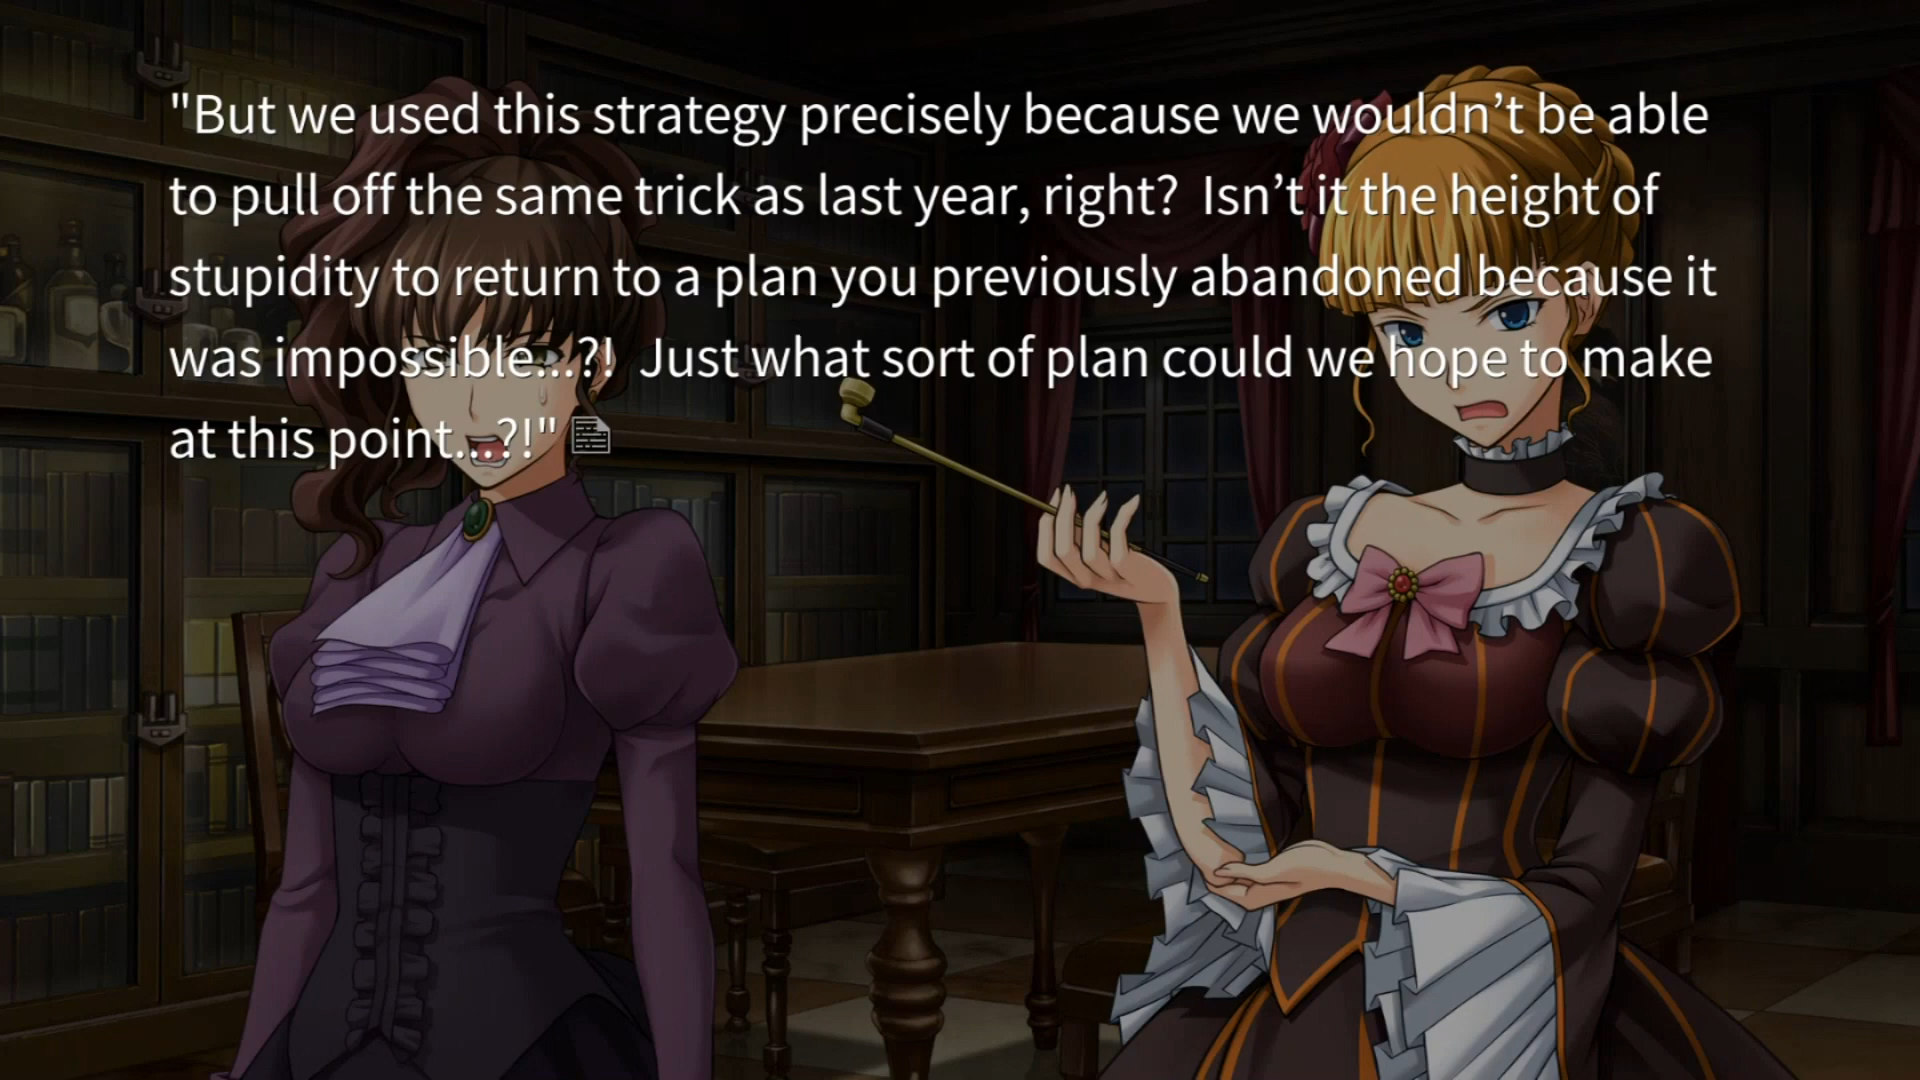 "But we used this strategy precisely because we wouldn’t be able
to pull off the same trick as last year, right?  Isn’t it the height of
stupidity to return to a plan you previously abandoned because it
was impossible...?!  Just what sort of plan could we hope to make
at this point...?!"